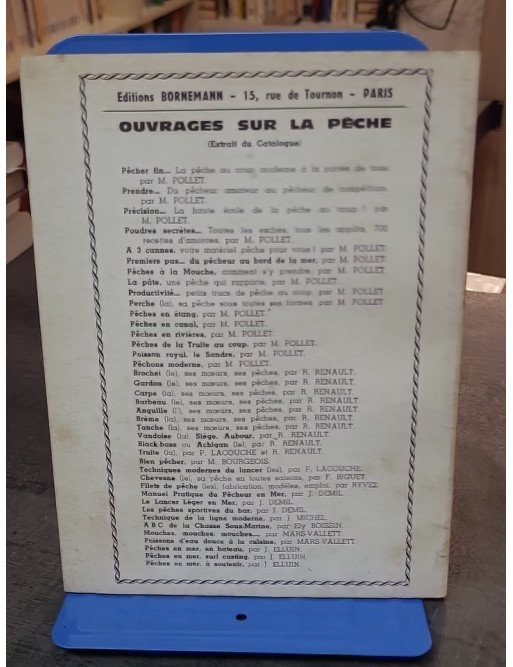 Editions BORNEMANN - 15, rue de Tournon - PARIS
OUVRAGES SUR LA PÊCHE
(Extrait du Catalogue)
Pêcher fin... La pêche au coup moderne à la portée de tous
par M. POLLET.
Prendre... Du pêcheur amateur au pêcheur de compétition,
par M. POLLET.
Précision... La haute école de la pêche au coup ! par
M. POLLET.
Poudres secrètes... Toutes les esches, tous les appâts, 700
recettes d'amorces, par M. POLLET.
A 3 cannes, votre matériel pêche pour vous ! par M. POLLET.
Premiers pas... du pêcheur au bord de la mer, par M. POLLET.
Pêches à la Mouche, comment s'y prendre, par M. POLLET.
La pâte, une pêche qui rapporte, par M. POLLET.
Productivité... petits trucs de pêche au coup, par M. POLLET.
Perche (la), sa pêche sous toutes ses formes, par M. POLLET
Pêches en étang, par M. POLLET.
Pêches en canal, par M. POLLET.
Pêches en rivières, par M. POLLET.
Pêches de la Truite au coup, par M. POLLET.
Poisson royal, le Sandre, par M. POLLET.
Pêchons moderne, par M. POLLET.
Brochet (le), ses mœurs, ses pêches, par R. RENAULT.
Gardon (le), ses mœurs, ses pêches, par R. RENAULT.
Carpe (la), ses mœurs, ses pêches, par R. RENAULT.
Barbeau (le), ses mœurs, ses pêches, par R. RENAULT.
Anguille (l'), ses mœurs, ses pêches, par R. RENAULT.
Brème (la), ses mœurs, ses pêches, par R. RENAULT.
Tanche (la), ses mœurs, ses pêches, par R. RENAULT.
Vandoise (la), Siège, Aubour, par R. RENAULT.
Black-bass ou Achigan (le), par R. RENAULT.
Truite (la), par P. LACOUCHE et R. RENAULT.
Bien pêcher, par M. BOURGEOIS.
Techniques modernes du lancer (les), par P. LACOUCHE.
Chevesne (le), sa pêche en toutes saisons, par F. BIGUET.
Filets de pêche (les), fabrication, modèles, emploi, par RYVEZ.
Manuel Pratique du Pêcheur en Mer, par J. DEMIL.
Le Lancer Léger en Mer, par J. DEMIL.
Les pêches sportives du bar, par J. DEMIL.
Technique de la ligne moderne, par J. MICHEL.
A B C de la Chasse Sous-Marine, par Ely BOISSIN.
Mouches, mouches, mouches.... par MARS-VALLETT.
Poissons d'eau douce à la cuisine, par MARS-VALLETT.
Pêches en mer, en bateau, par J. ELLUIN.
Pêches en mer, surf casting, par J. ELLUIN.
Pêches en mer, à soutenir, par J. ELLUIN.